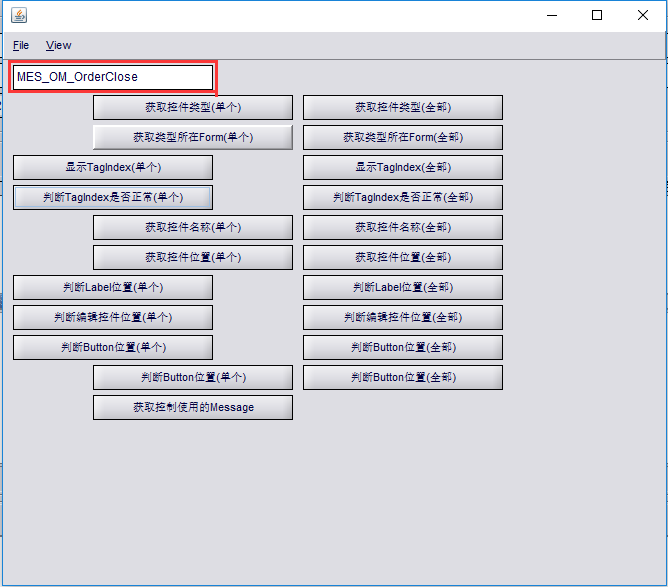 File View
MES_OM_OrderClose
获取控件类型(单个) 获取控件类型(全部)
获取类型所在Form(单个) 获取类型所在Form(全部)
显示TagIndex(单个) 显示TagIndex(全部)
判断TagIndex是否正常(单个) 判断TagIndex是否正常(全部)
获取控件名称(单个) 获取控件名称(全部)
获取控件位置(单个) 获取控件位置(全部)
判断Label位置(单个) 判断Label位置(全部)
判断编辑控件位置(单个) 判断编辑控件位置(全部)
判断Button位置(单个) 判断Button位置(全部)
判断Button位置(单个) 判断Button位置(全部)
获取控制使用的Message